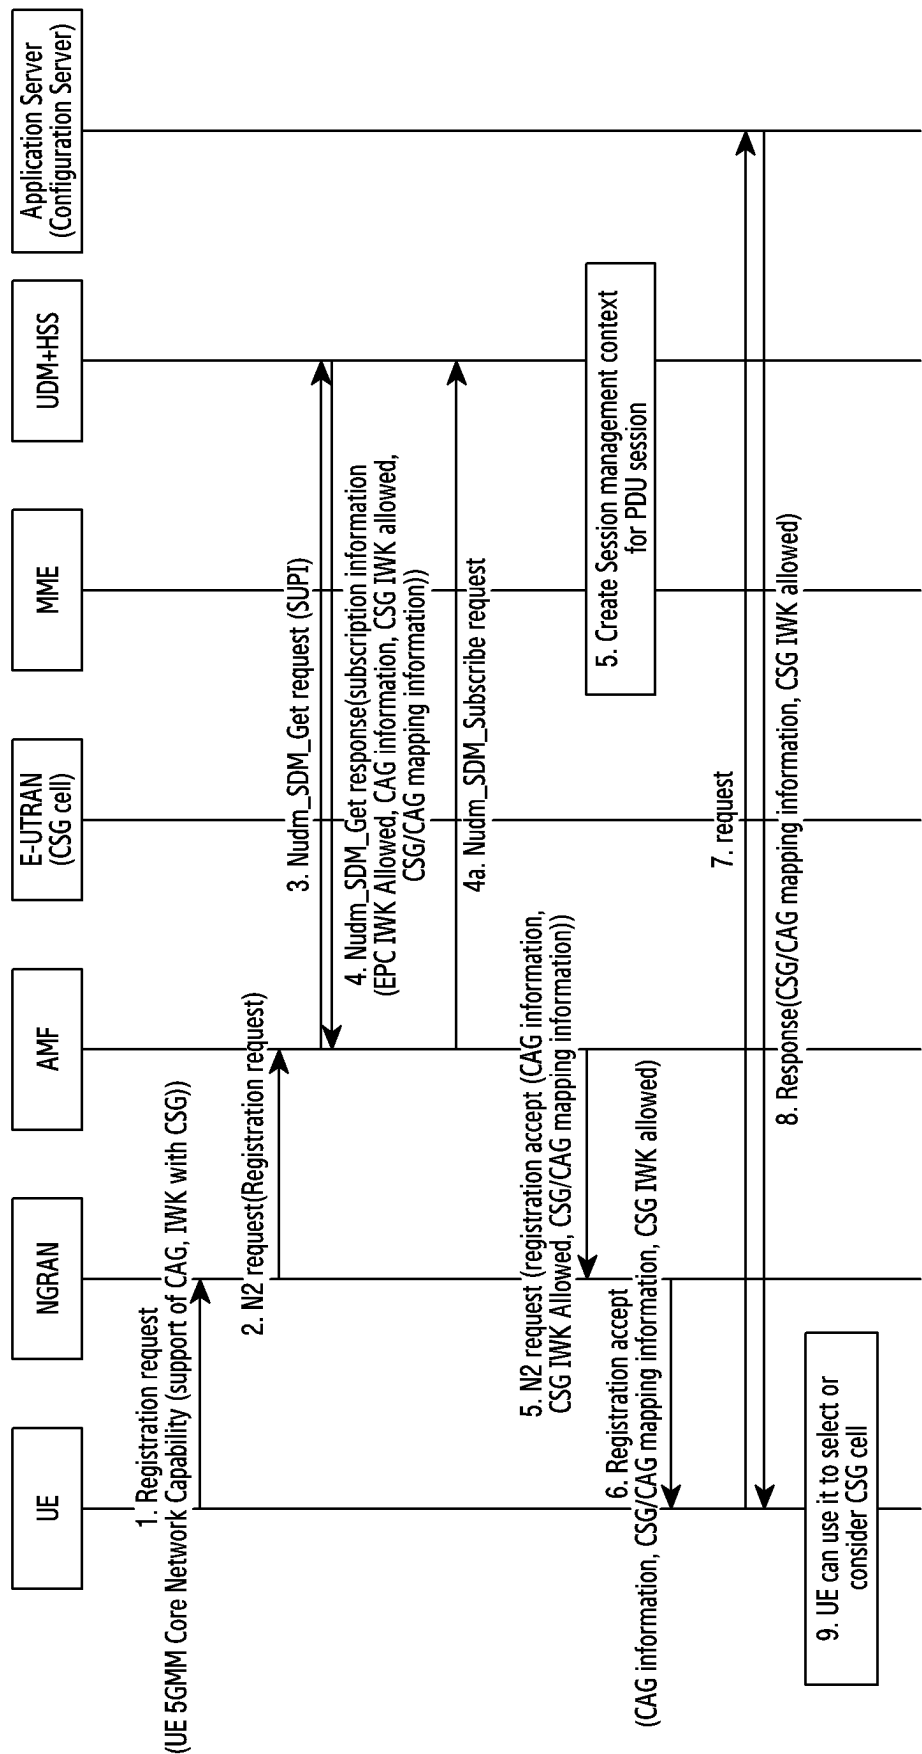 UE
NGRAN
AMF
E-UTRAN
(CSG cell)
MME
UDM+HSS
Application Server
(Configuration Server)
1. Registration request
(UE 5GMM Core Network Capability (support of CAG, IWK with CSG))
2. N2 request(Registration request)
3. Nudm_SDM_Get request (SUPI)
4. Nudm_SDM_Get response(subscription information
(EPC IWK Allowed, CAG information, CSG IWK allowed,
CSG/CAG mapping information))
4a. Nudm_SDM_Subscribe request
5. N2 request (registration accept (CAG information,
CSG IWK Allowed, CSG/CAG mapping information))
5. Create Session management context
for PDU session
6. Registration accept
(CAG information, CSG/CAG mapping information, CSG IWK allowed)
7. request
8. Response(CSG/CAG mapping information, CSG IWK allowed)
9. UE can use it to select or
consider CSG cell